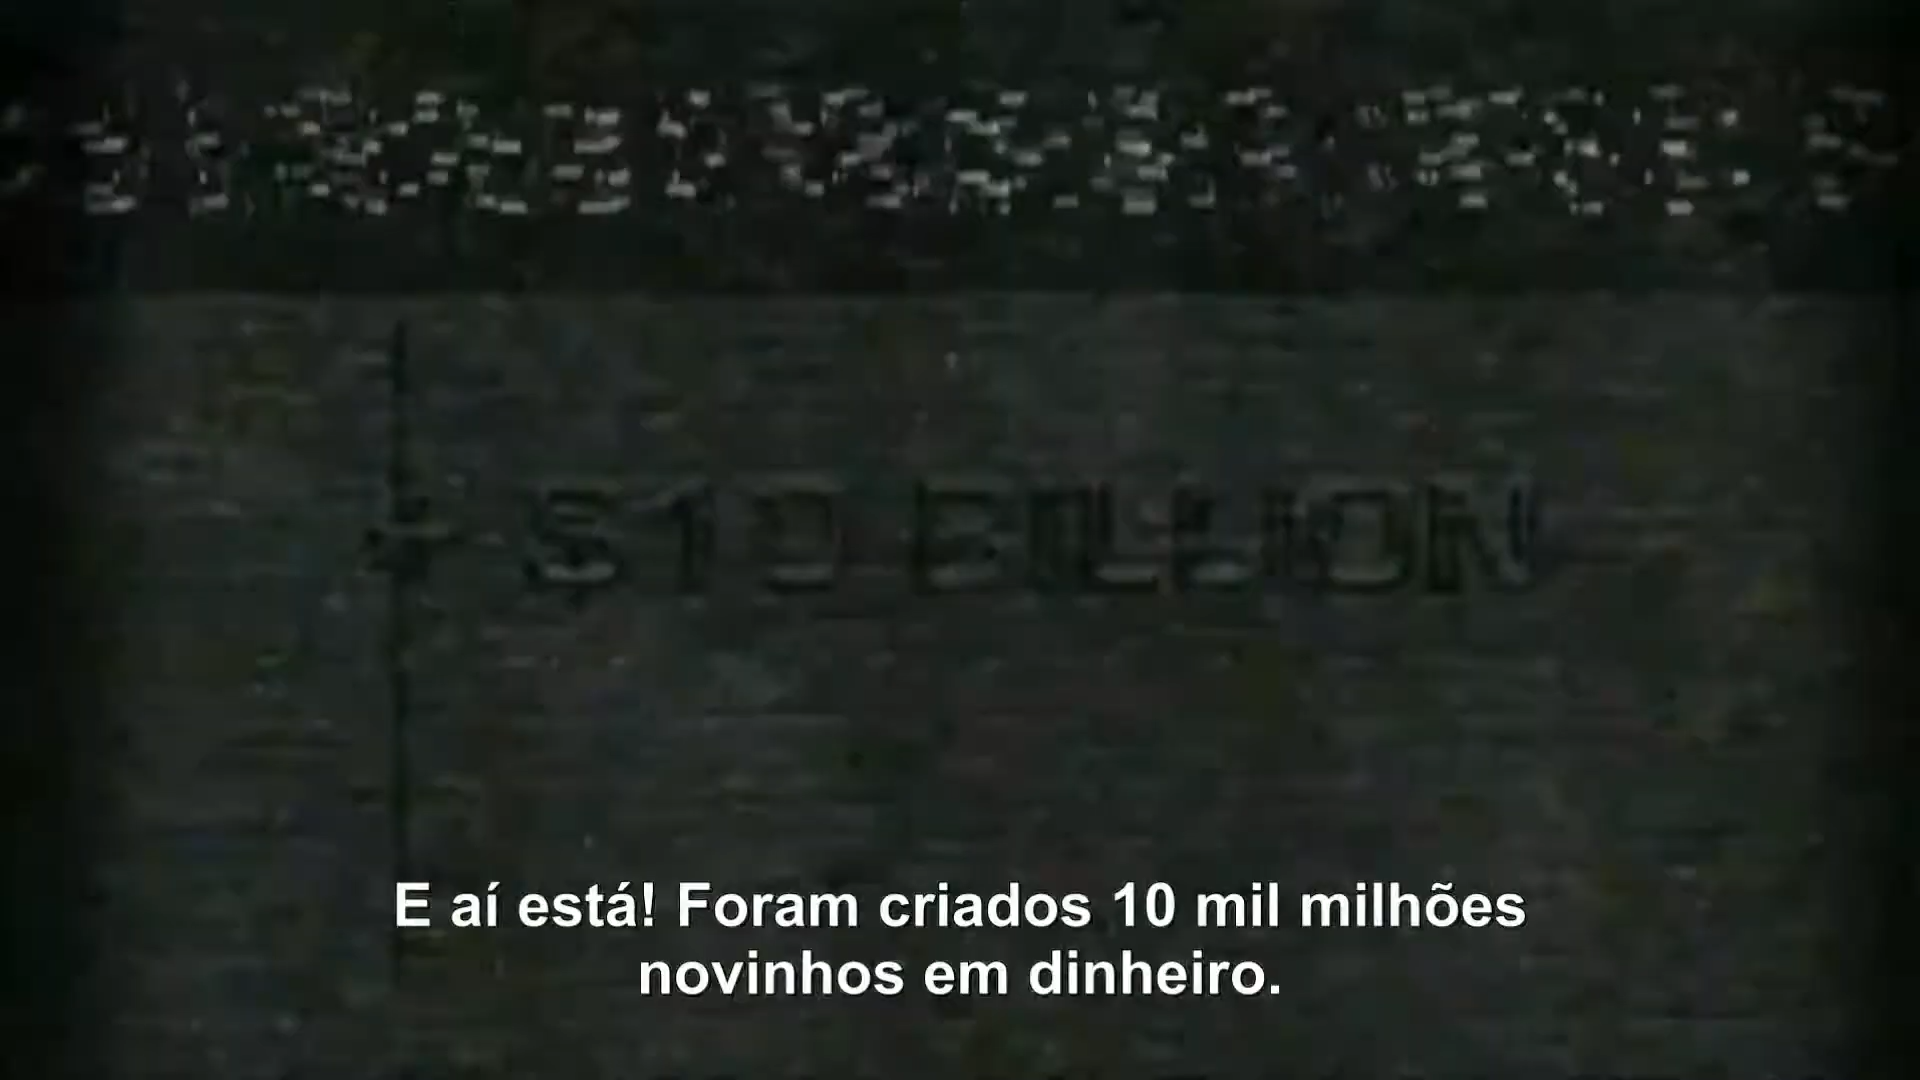 $10 BILLION
E aí está! Foram criados 10 mil milhões
novinhos em dinheiro.